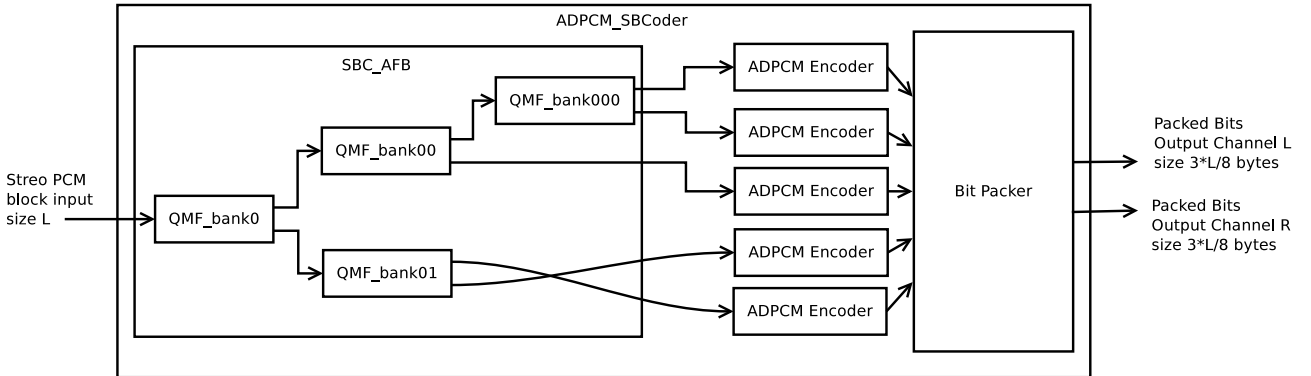 ADPCM_SBCoder
SBC_AFB
QMF_bank000
QMF_bank00
QMF_bank0
QMF_bank01
Streo PCM
block input
size L
ADPCM Encoder
ADPCM Encoder
ADPCM Encoder
ADPCM Encoder
ADPCM Encoder
Bit Packer
Packed Bits
Output Channel L
size 3*L/8 bytes
Packed Bits
Output Channel R
size 3*L/8 bytes